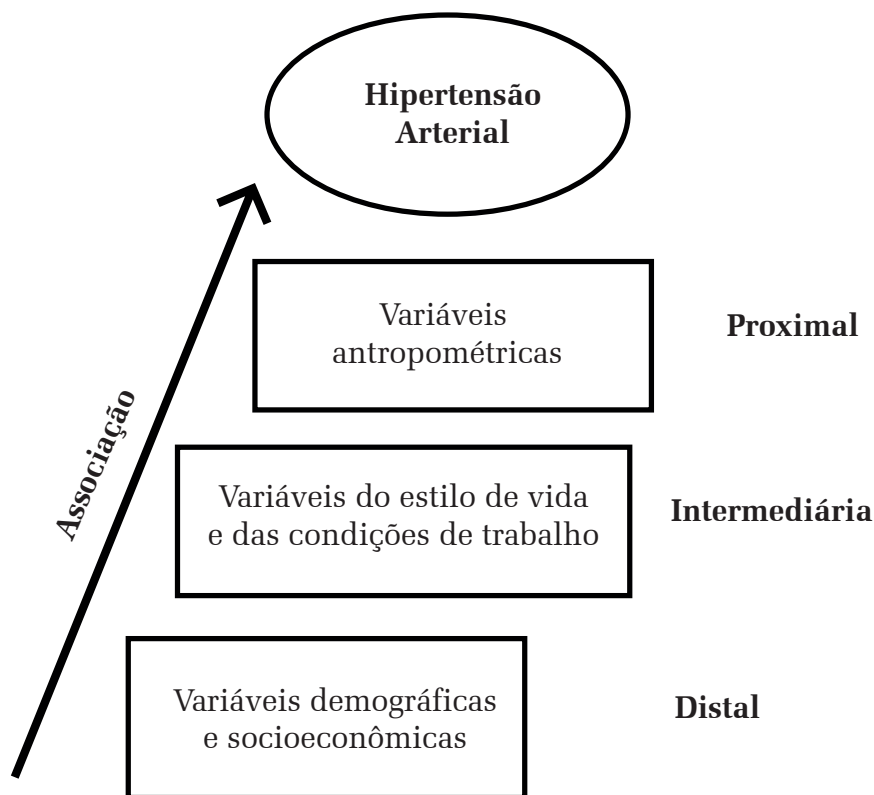 Hipertensão
Arterial
Variáveis
antropométricas
Proximal
Associação
Variáveis do estilo de vida
e das condições de trabalho
Intermediária
Variáveis demográficas
e socioeconômicas
Distal